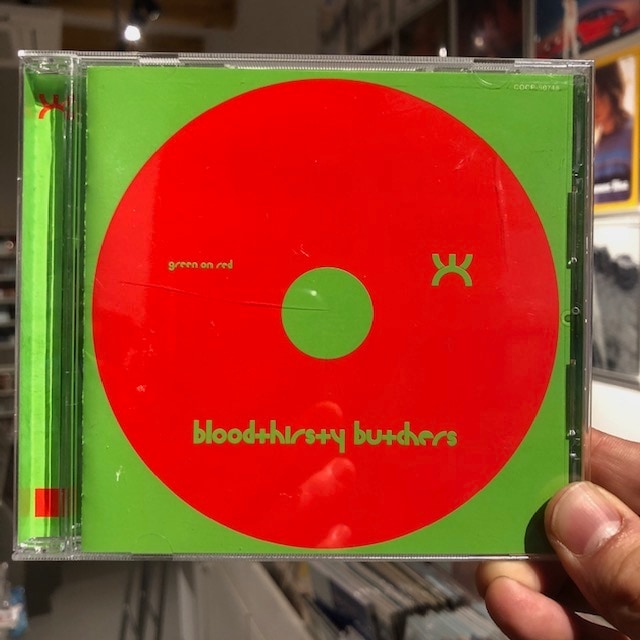 green on red
bloodthirsty butchers